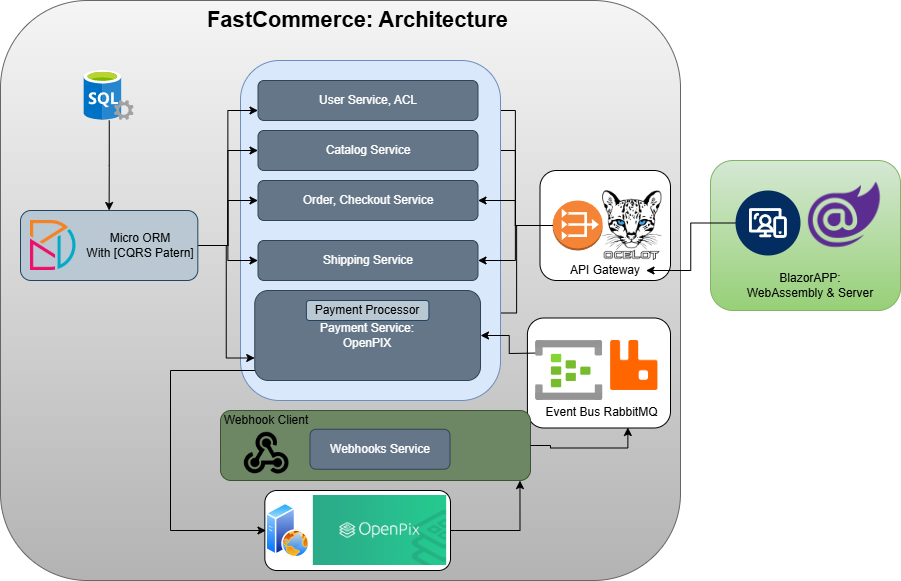 FastCommerce: Architecture
SQL
User Service, ACL
Catalog Service
Order, Checkout Service
Shipping Service
Payment Processor
Payment Service:
OpenPIX
Micro ORM
With [CQRS Patern]
OCELOT
API Gateway
BlazorAPP:
WebAssembly & Server
Event Bus RabbitMQ
Webhook Client
Webhooks Service
OpenPix